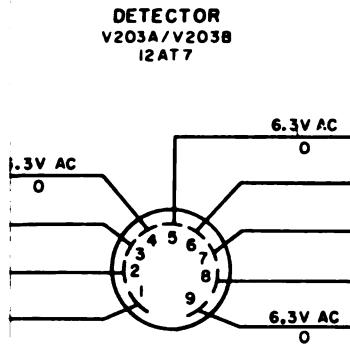 DETECTOR
V203A/V203B
12AT7
6.3V AC
0
.3V AC
0
5
4
6
3
7
2
8
1
9
6.3V AC
0